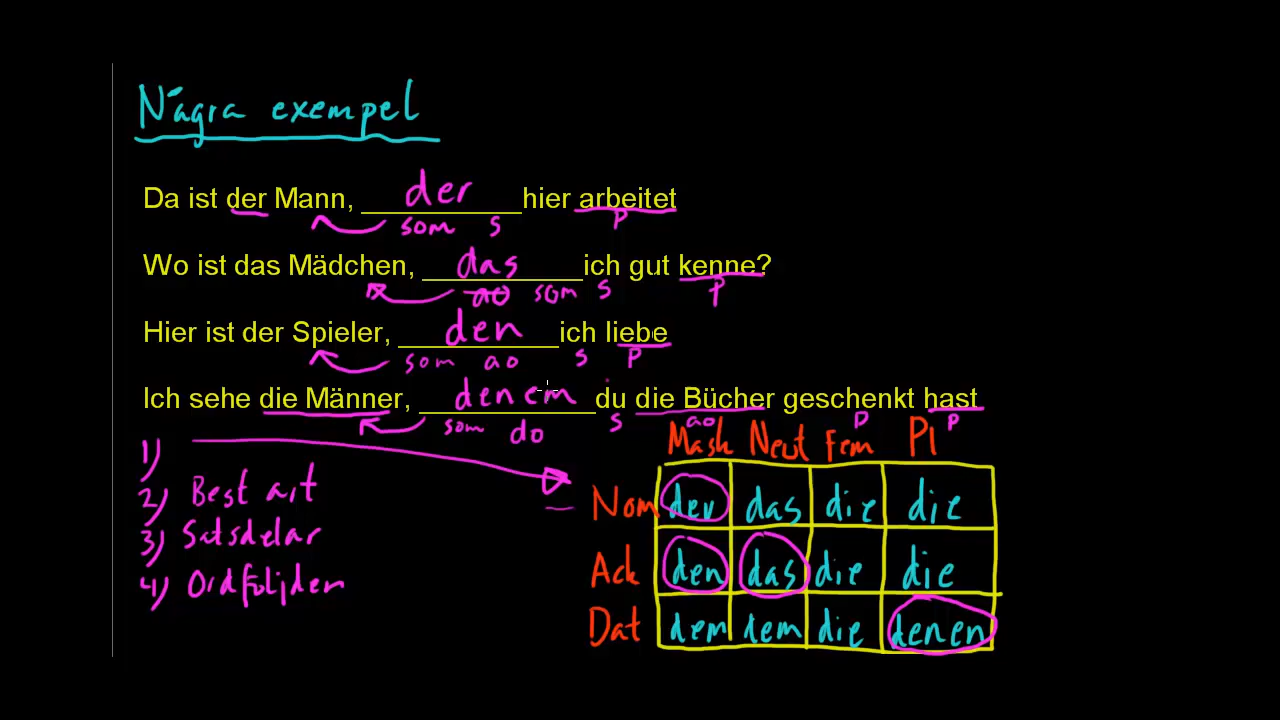 Några exempel
Da ist der Mann, der hier arbeitet
som s p
Wo ist das Mädchen, das ich gut kenne?
ao som s p
Hier ist der Spieler, den ich liebe
som ao s p
Ich sehe die Männer, denem du die Bücher geschenkt hast
som do s ao p p
Mask Neut Fem Pl
1)
2) Best art
3) Satsdelar
4) Ordföljden
Nom der das die die
Ack den das die die
Dat dem dem die denen